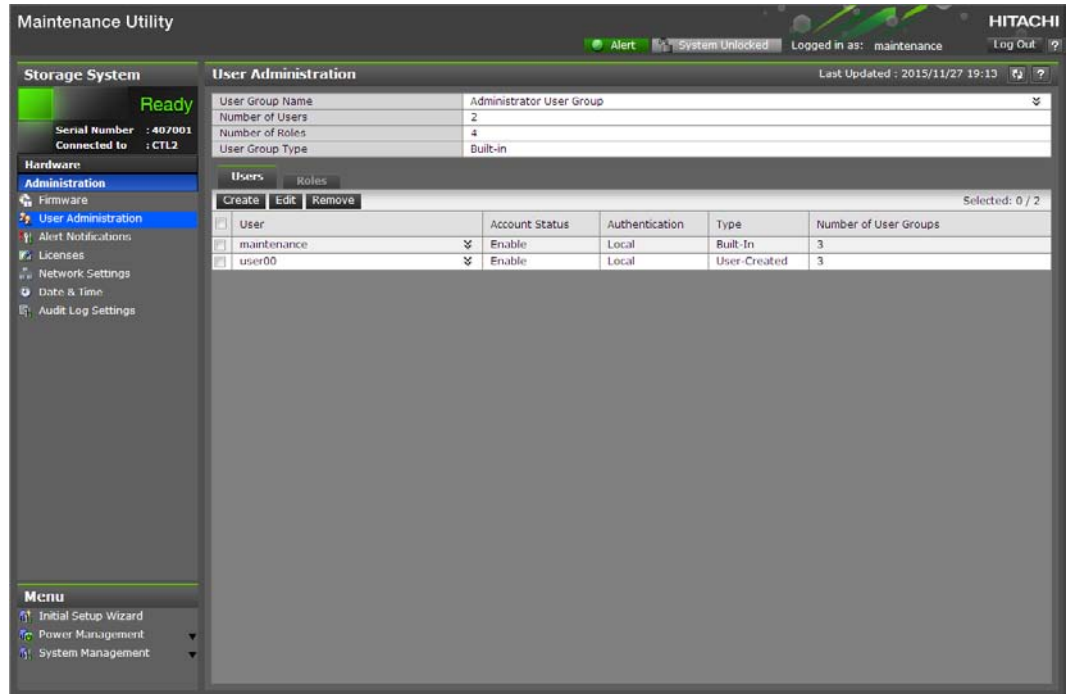 Maintenance Utility
HITACHI
Alert System Unlocked Logged in as: maintenance Log Out ?
Storage System
Ready
Serial Number : 407001
Connected to : CTL2
Hardware
Administration
Firmware
User Administration
Alert Notifications
Licenses
Network Settings
Date & Time
Audit Log Settings
Menu
Initial Setup Wizard
Power Management
System Management
User Administration Last Updated : 2015/11/27 19:13 ?
User Group Name Administrator User Group
Number of Users 2
Number of Roles 4
User Group Type Built-in
Users Roles
Create Edit Remove Selected: 0 / 2
User Account Status Authentication Type Number of User Groups
maintenance Enable Local Built-In 3
user00 Enable Local User-Created 3